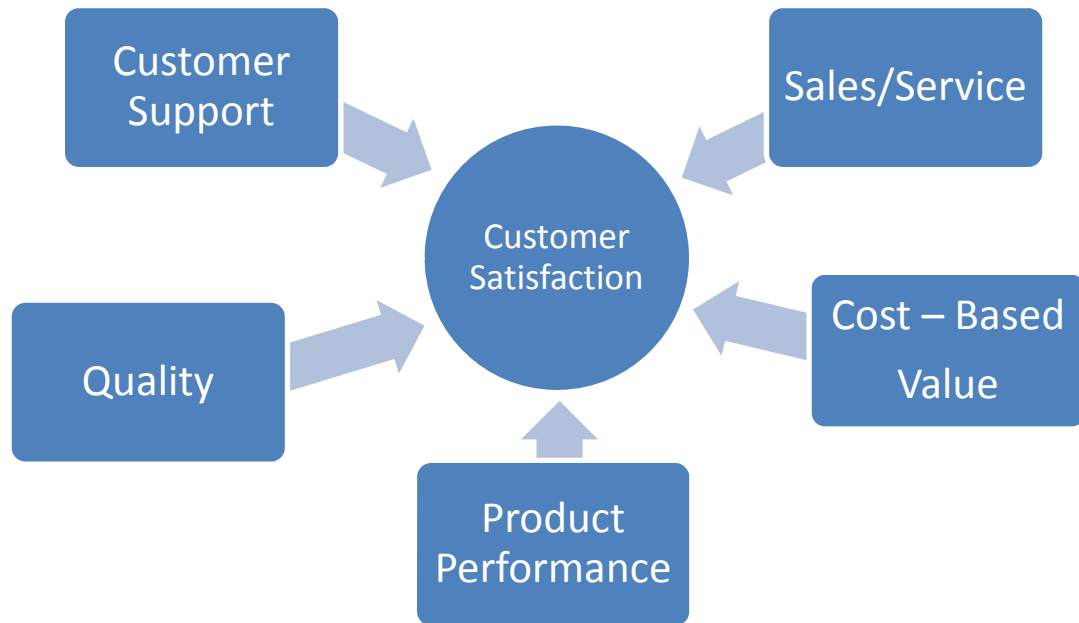 Customer
Support
Sales/Service
Customer
Satisfaction
Quality
Cost – Based
Value
Product
Performance